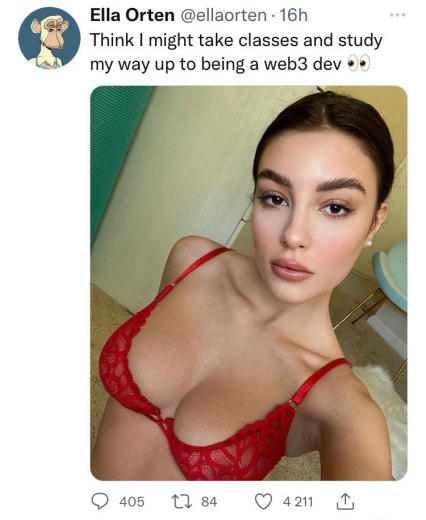 Ella Orten @ellaorten · 16h
Think I might take classes and study
my way up to being a web3 dev 👀
405 84 4 211